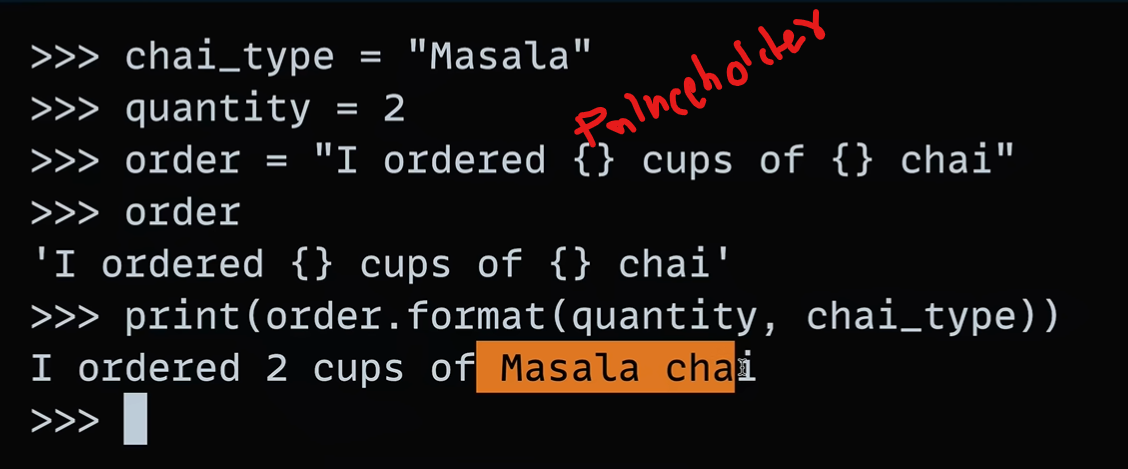 >>> chai_type = "Masala"
>>> quantity = 2
Palnceholder
>>> order = "I ordered {} cups of {} chai"
>>> order
'I ordered {} cups of {} chai'
>>> print(order.format(quantity, chai_type))
I ordered 2 cups of Masala chai
>>>